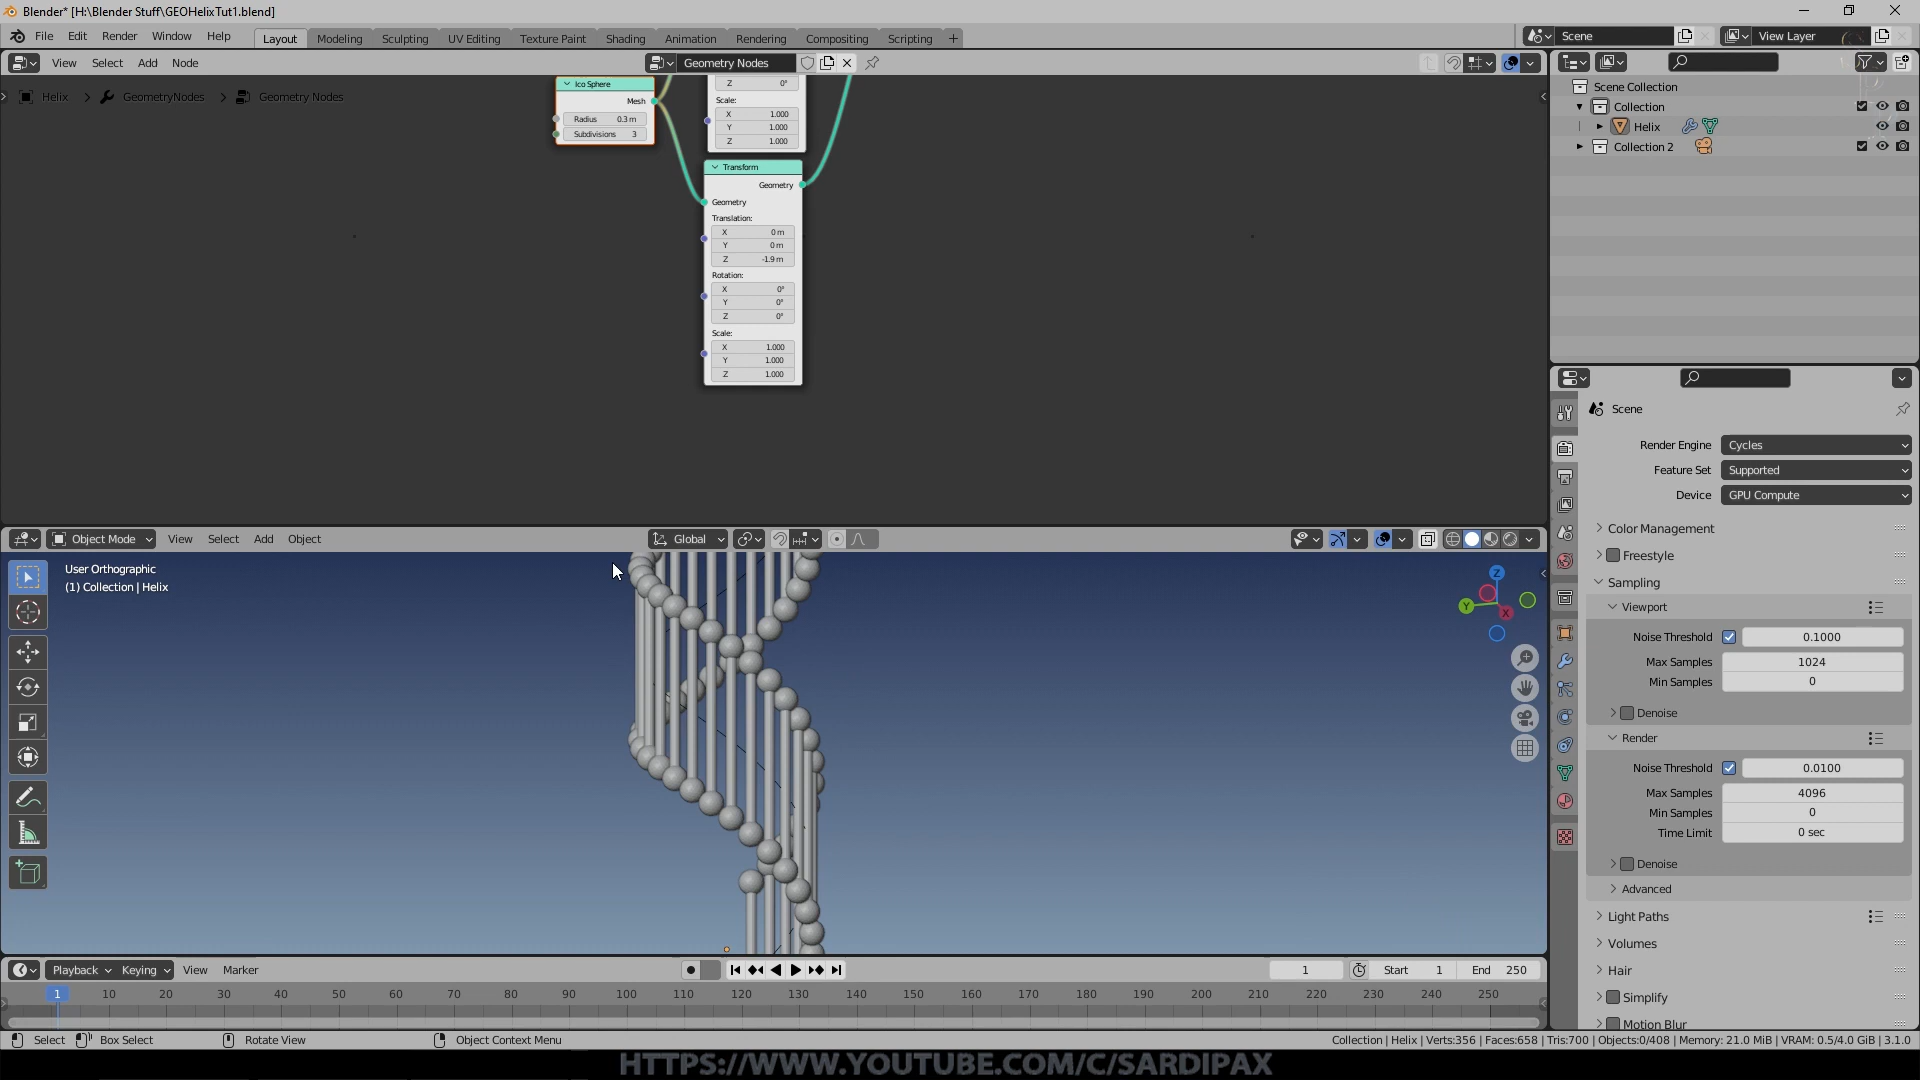 Blender* [H:\Blender Stuff\GEOHelixTut1.blend]
File Edit Render Window Help Layout Modeling Sculpting UV Editing Texture Paint Shading Animation Rendering Compositing Scripting + Scene View Layer
View Select Add Node Geometry Nodes
Helix > GeometryNodes > Geometry Nodes
Ico Sphere
Mesh
Radius 0.3 m
Subdivisions 3
Z 0°
Scale:
X 1.000
Y 1.000
Z 1.000
Transform
Geometry
Geometry
Translation:
X 0 m
Y 0 m
Z -1.9 m
Rotation:
X 0°
Y 0°
Z 0°
Scale:
X 1.000
Y 1.000
Z 1.000
Scene Collection
Collection
Helix
Collection 2
Scene
Render Engine Cycles
Feature Set Supported
Device GPU Compute
Color Management
Freestyle
Sampling
Viewport
Noise Threshold 0.1000
Max Samples 1024
Min Samples 0
Denoise
Render
Noise Threshold 0.0100
Max Samples 4096
Min Samples 0
Time Limit 0 sec
Denoise
Advanced
Light Paths
Volumes
Hair
Simplify
Motion Blur
Object Mode View Select Add Object Global
User Orthographic
(1) Collection | Helix
Z
Y
X
Playback Keying View Marker 1 Start 1 End 250
1 10 20 30 40 50 60 70 80 90 100 110 120 130 140 150 160 170 180 190 200 210 220 230 240 250
Select Box Select Rotate View Object Context Menu Collection | Helix | Verts:356 | Faces:658 | Tris:700 | Objects:0/408 | Memory: 21.0 MiB | VRAM: 0.5/4.0 GiB | 3.1.0
HTTPS://WWW.YOUTUBE.COM/C/SARDIPAX